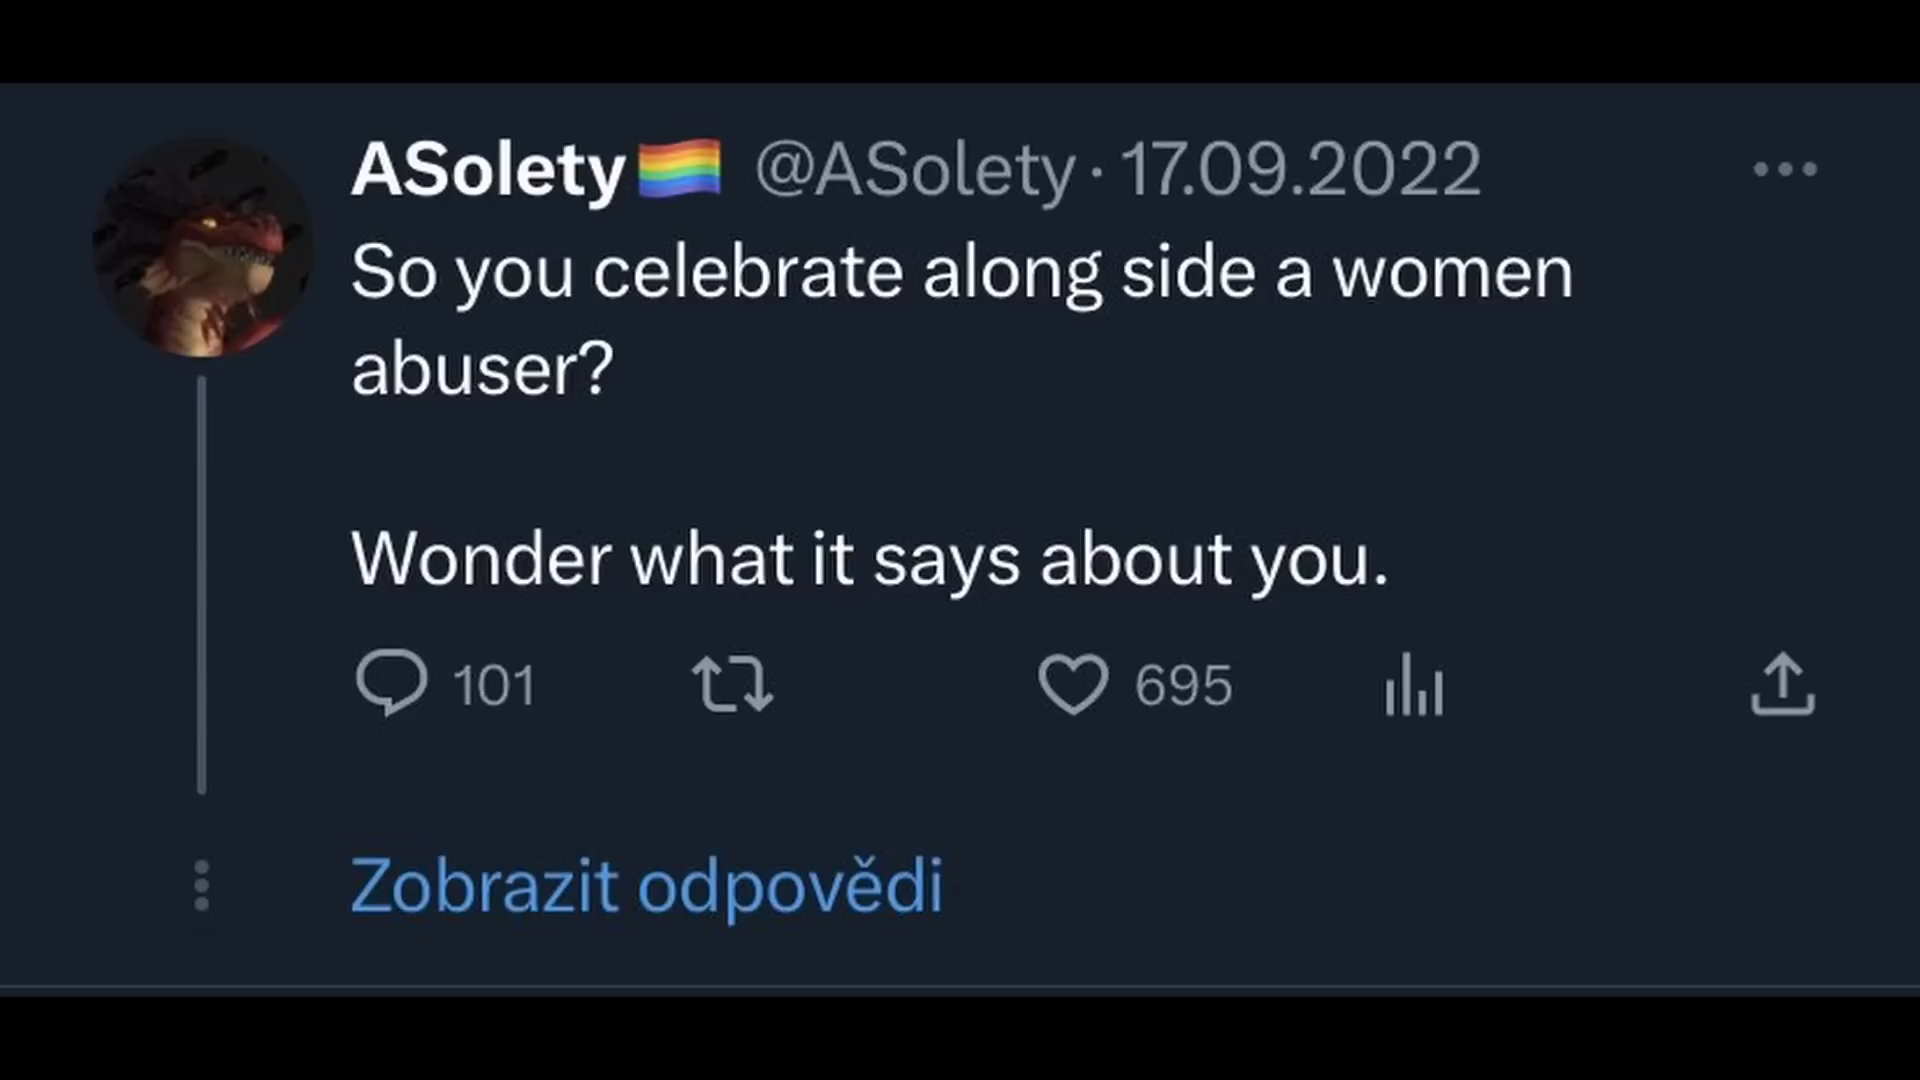 ASolety🏳️‍🌈 @ASolety · 17.09.2022
So you celebrate along side a women
abuser?
Wonder what it says about you.
101 695
Zobrazit odpovědi